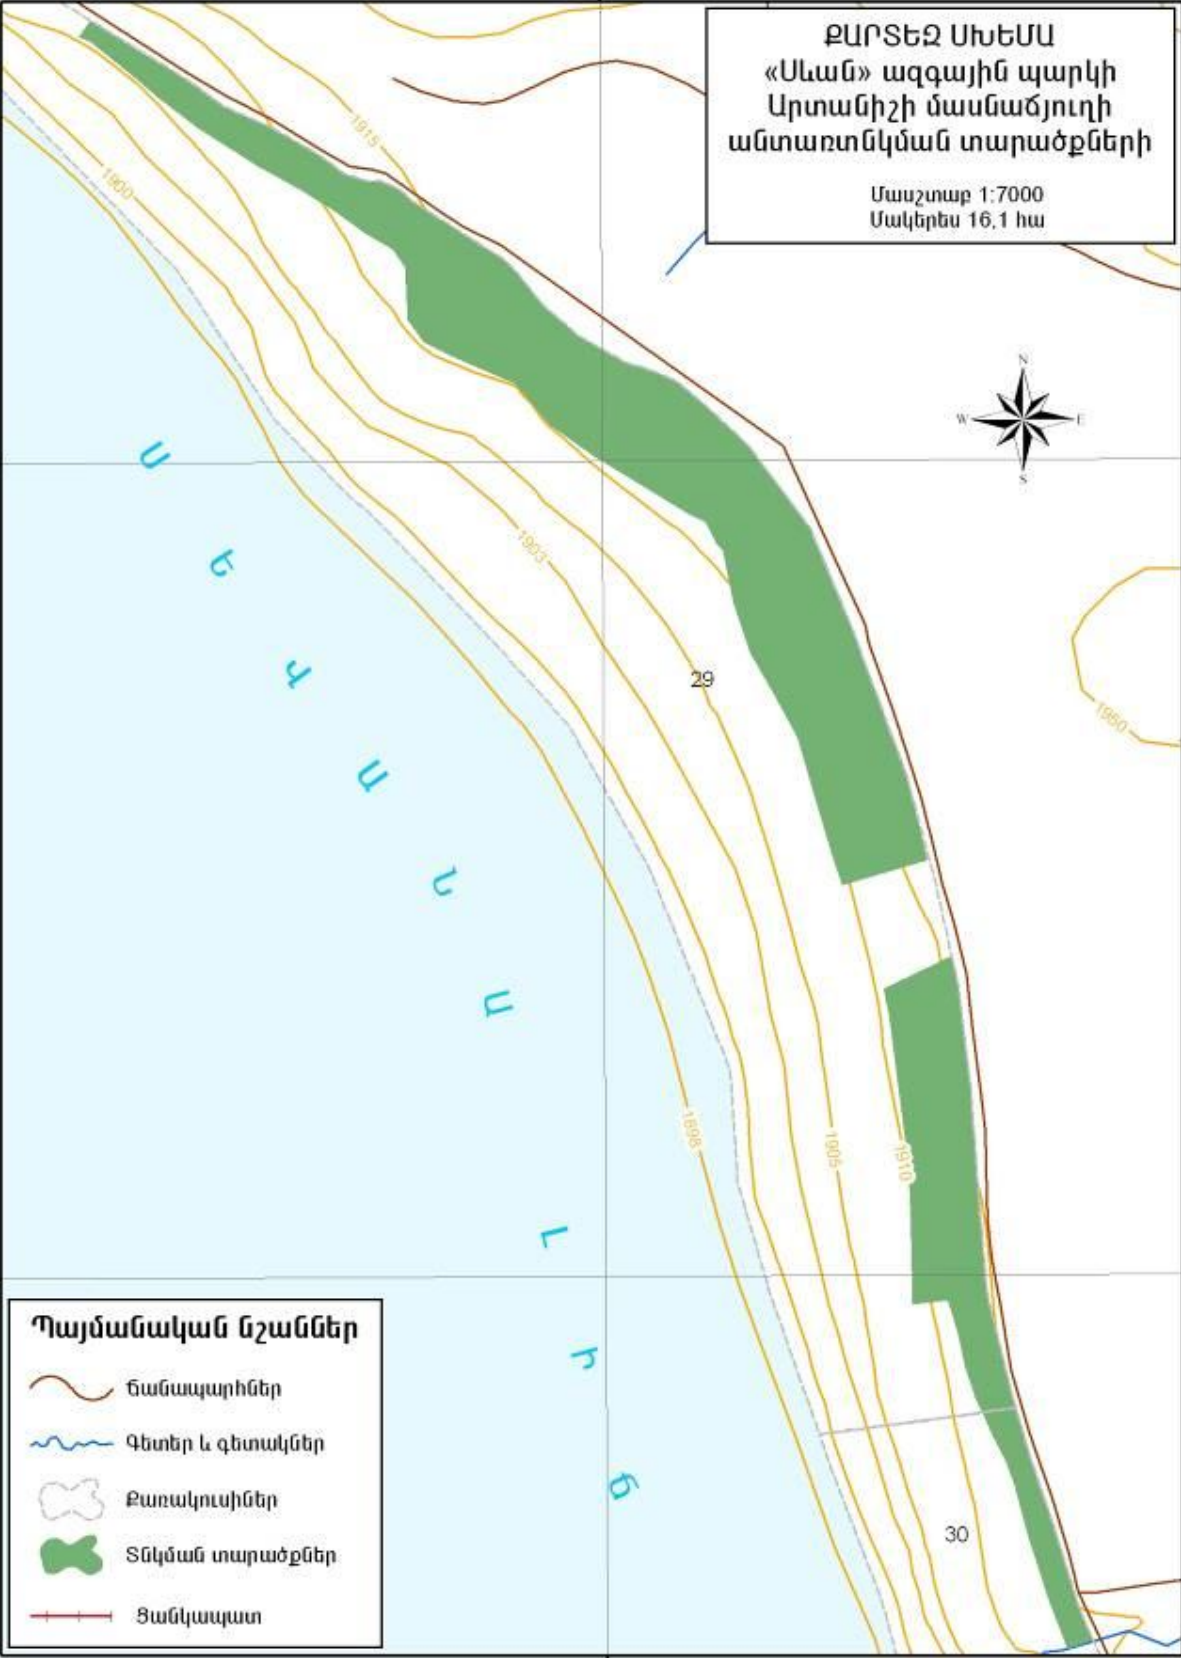 ՔԱՐՏԵԶ ՍԽԵՄԱ
«Սևան» ազգային պարկի
Արտանիշի մասնաճյուղի
անտառտնկման տարածքների
Մասշտաբ 1:7000
Մակերես 16,1 հա
1915
1900
N
W E
S
1903
29
1950
1898
1905
1910
30
Ս ե վ ա ն ա Լ ի ճ
Պայմանական նշաններ
Ճանապարհներ
Գետեր և գետակներ
Քառակուսիներ
Տնկման տարածքներ
Ցանկապատ